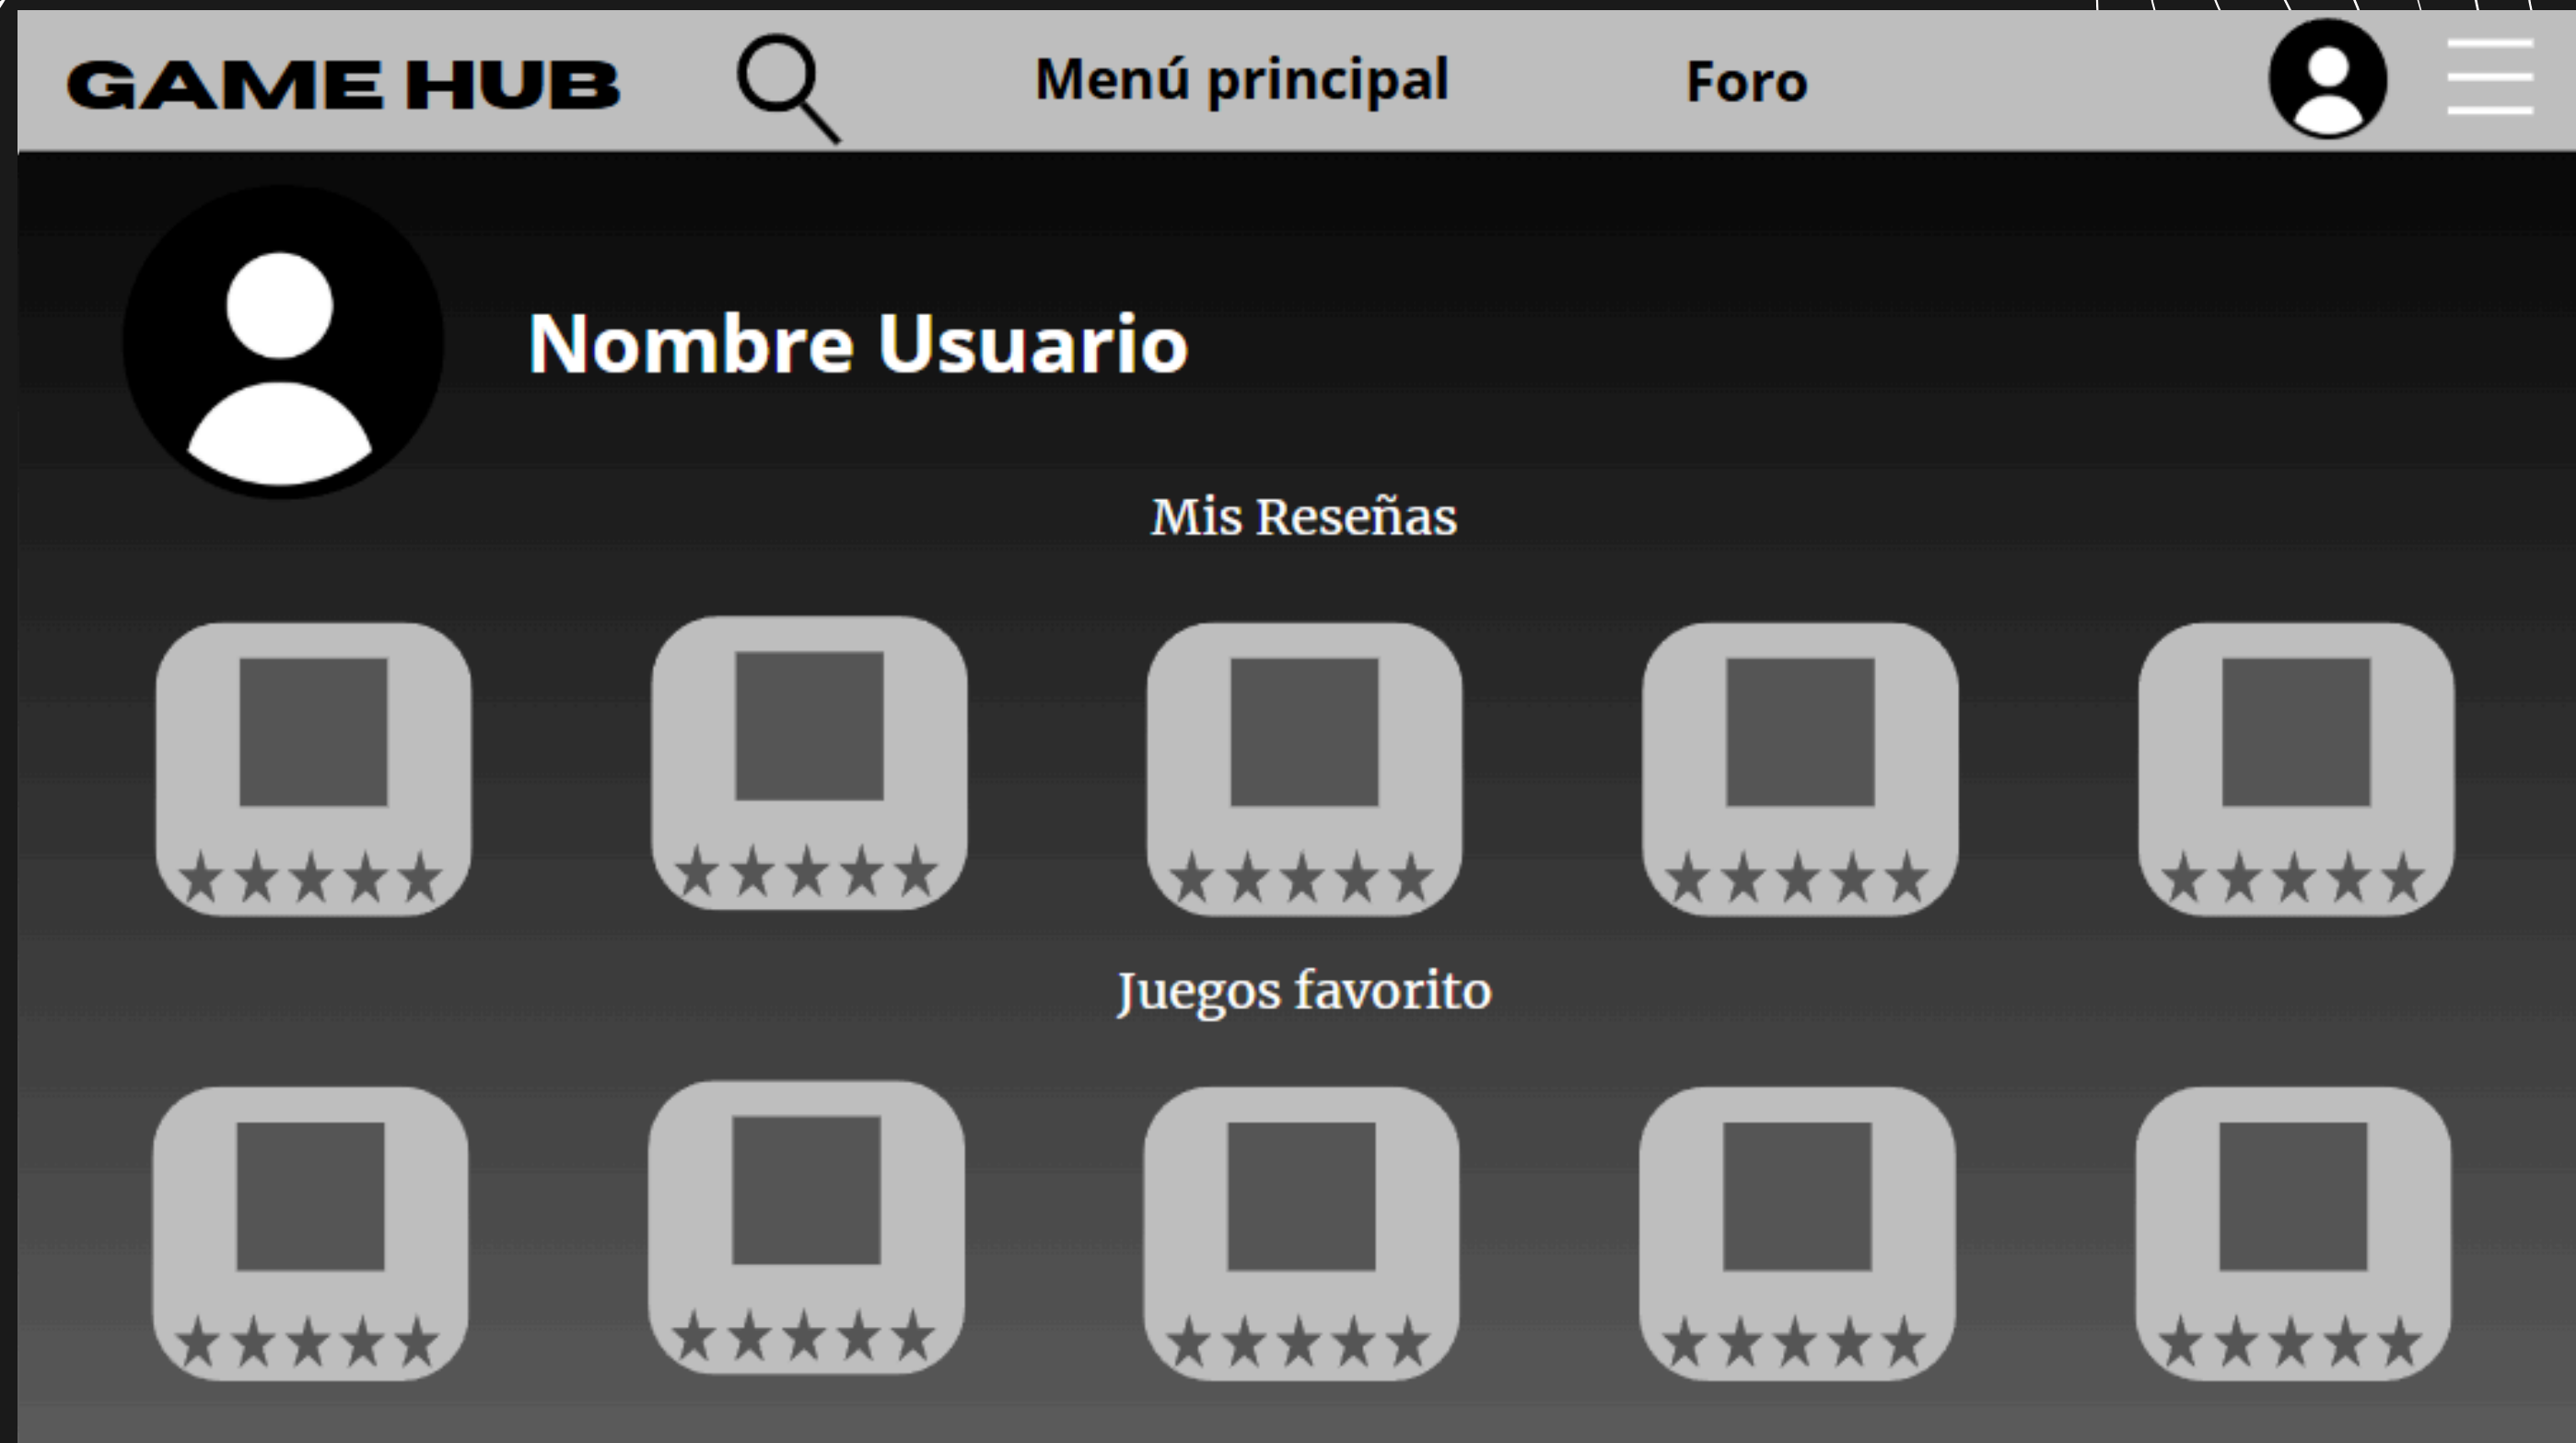 GAME HUB
Menú principal
Foro
Nombre Usuario
Mis Reseñas
Juegos favorito